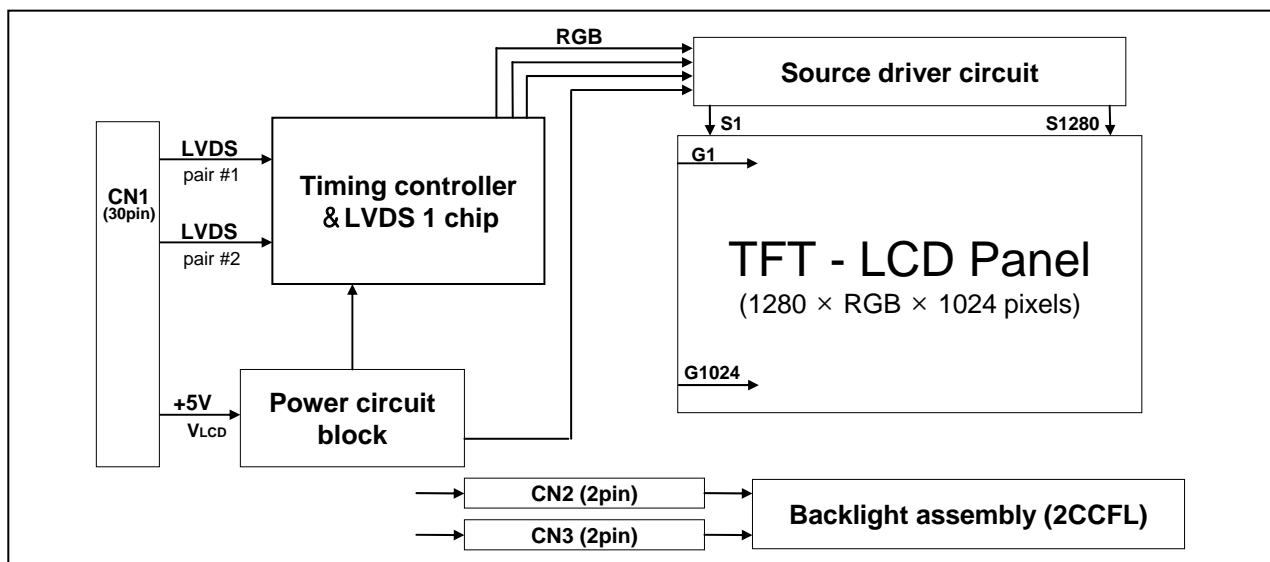 RGB
Source driver circuit
S1
S1280
CN1
(30pin)
LVDS
pair #1
LVDS
pair #2
Timing controller
&LVDS 1 chip
G1
TFT - LCD Panel
(1280 × RGB × 1024 pixels)
G1024
+5V
VLCD
Power circuit
block
CN2 (2pin)
CN3 (2pin)
Backlight assembly (2CCFL)